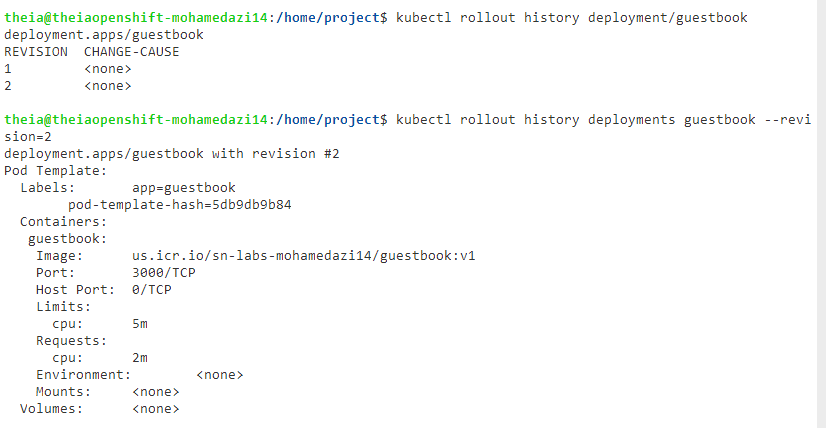 theia@theiaopenshift-mohamedazi14:/home/project$ kubectl rollout history deployment/guestbook
deployment.apps/guestbook
REVISION  CHANGE-CAUSE
1         <none>
2         <none>
theia@theiaopenshift-mohamedazi14:/home/project$ kubectl rollout history deployments guestbook --revi
sion=2
deployment.apps/guestbook with revision #2
Pod Template:
  Labels:       app=guestbook
        pod-template-hash=5db9db9b84
  Containers:
   guestbook:
    Image:      us.icr.io/sn-labs-mohamedazi14/guestbook:v1
    Port:       3000/TCP
    Host Port:  0/TCP
    Limits:
      cpu:      5m
    Requests:
      cpu:      2m
    Environment:        <none>
    Mounts:     <none>
  Volumes:      <none>